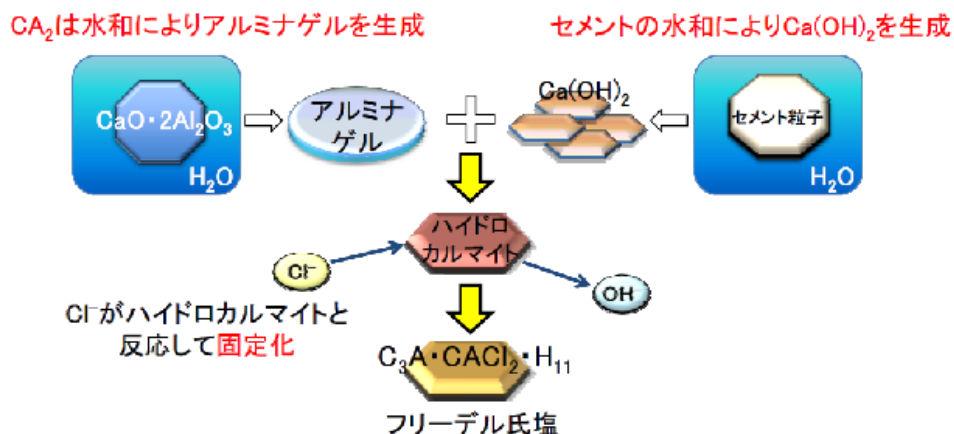 CA₂は水和によりアルミナゲルを生成
セメントの水和によりCa(OH)₂を生成
CaO・2Al₂O₃
H₂O
アルミナ
ゲル
Ca(OH)₂
セメント粒子
H₂O
ハイドロ
カルマイト
Cl⁻
OH
Cl⁻がハイドロカルマイトと
反応して固定化
C₃A・CACl₂・H₁₁
フリーデル氏塩